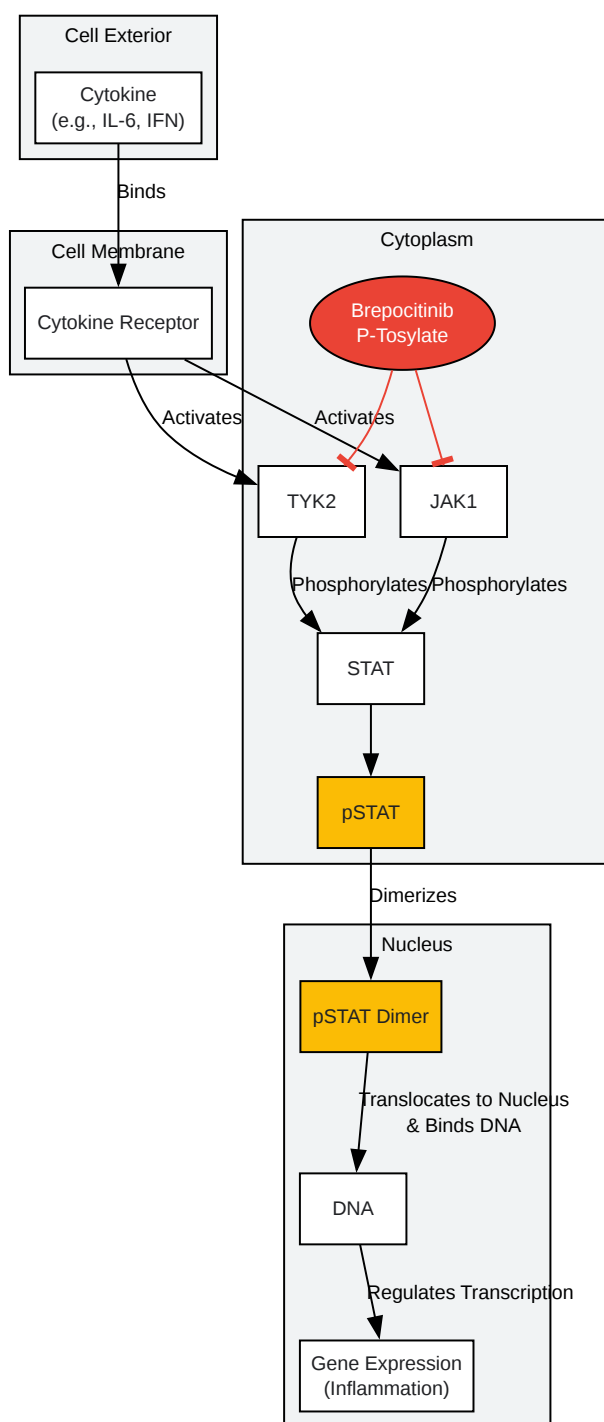 Cell Exterior
Cytokine
(e.g., IL-6, IFN)
Binds
Cell Membrane
Cytokine Receptor
Cytoplasm
Brepocitinib
P-Tosylate
Activates
Activates
TYK2
JAK1
Phosphorylates
Phosphorylates
STAT
pSTAT
Dimerizes
Nucleus
pSTAT Dimer
Translocates to Nucleus
& Binds DNA
DNA
Regulates Transcription
Gene Expression
(Inflammation)